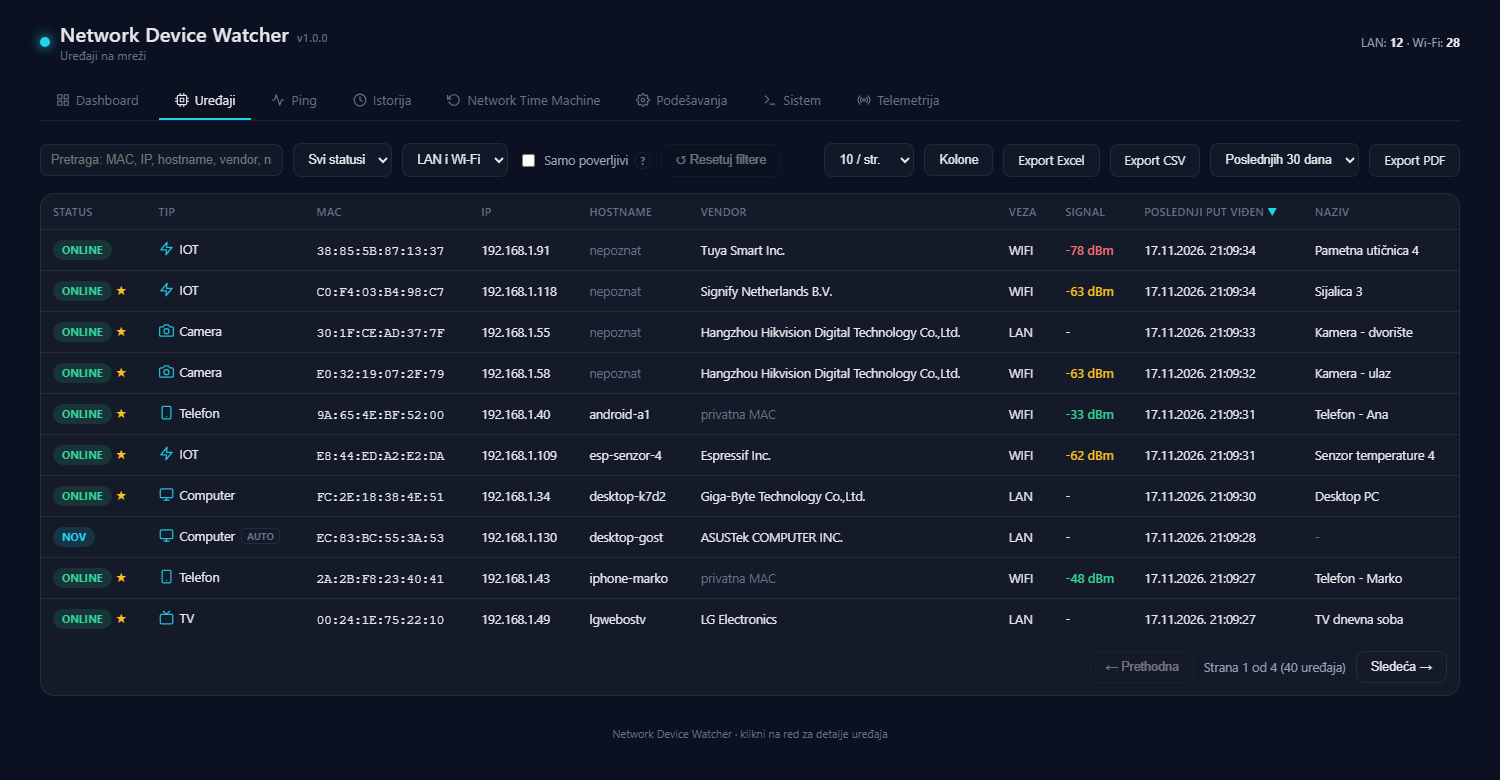 Network Device Watcher v1.0.0
Uređaji na mreži
LAN: 12 · Wi-Fi: 28
Dashboard Uređaji Ping Istorija Network Time Machine Podešavanja Sistem Telemetrija
Pretraga: MAC, IP, hostname, vendor, n Svi statusi LAN i Wi-Fi Samo poverljivi ? ↺ Resetuj filtere 10 / str. Kolone Export Excel Export CSV Poslednjih 30 dana Export PDF
STATUS TIP MAC IP HOSTNAME VENDOR VEZA SIGNAL POSLEDNJI PUT VIĐEN ▼ NAZIV
ONLINE IOT 38:85:5B:87:13:37 192.168.1.91 nepoznat Tuya Smart Inc. WIFI -78 dBm 17.11.2026. 21:09:34 Pametna utičnica 4
ONLINE ★ IOT C0:F4:03:B4:98:C7 192.168.1.118 nepoznat Signify Netherlands B.V. WIFI -63 dBm 17.11.2026. 21:09:34 Sijalica 3
ONLINE ★ Camera 30:1F:CE:AD:37:7F 192.168.1.55 nepoznat Hangzhou Hikvision Digital Technology Co.,Ltd. LAN - 17.11.2026. 21:09:33 Kamera - dvorište
ONLINE ★ Camera E0:32:19:07:2F:79 192.168.1.58 nepoznat Hangzhou Hikvision Digital Technology Co.,Ltd. WIFI -63 dBm 17.11.2026. 21:09:32 Kamera - ulaz
ONLINE ★ Telefon 9A:65:4E:BF:52:00 192.168.1.40 android-a1 privatna MAC WIFI -33 dBm 17.11.2026. 21:09:31 Telefon - Ana
ONLINE ★ IOT E8:44:ED:A2:E2:DA 192.168.1.109 esp-senzor-4 Espressif Inc. WIFI -62 dBm 17.11.2026. 21:09:31 Senzor temperature 4
ONLINE ★ Computer FC:2E:18:38:4E:51 192.168.1.34 desktop-k7d2 Giga-Byte Technology Co.,Ltd. LAN - 17.11.2026. 21:09:30 Desktop PC
NOV Computer AUTO EC:83:BC:55:3A:53 192.168.1.130 desktop-gost ASUSTek COMPUTER INC. LAN - 17.11.2026. 21:09:28 -
ONLINE ★ Telefon 2A:2B:F8:23:40:41 192.168.1.43 iphone-marko privatna MAC WIFI -48 dBm 17.11.2026. 21:09:27 Telefon - Marko
ONLINE ★ TV 00:24:1E:75:22:10 192.168.1.49 lgwebostv LG Electronics LAN - 17.11.2026. 21:09:27 TV dnevna soba
← Prethodna Strana 1 od 4 (40 uređaja) Sledeća →
Network Device Watcher · klikni na red za detalje uređaja